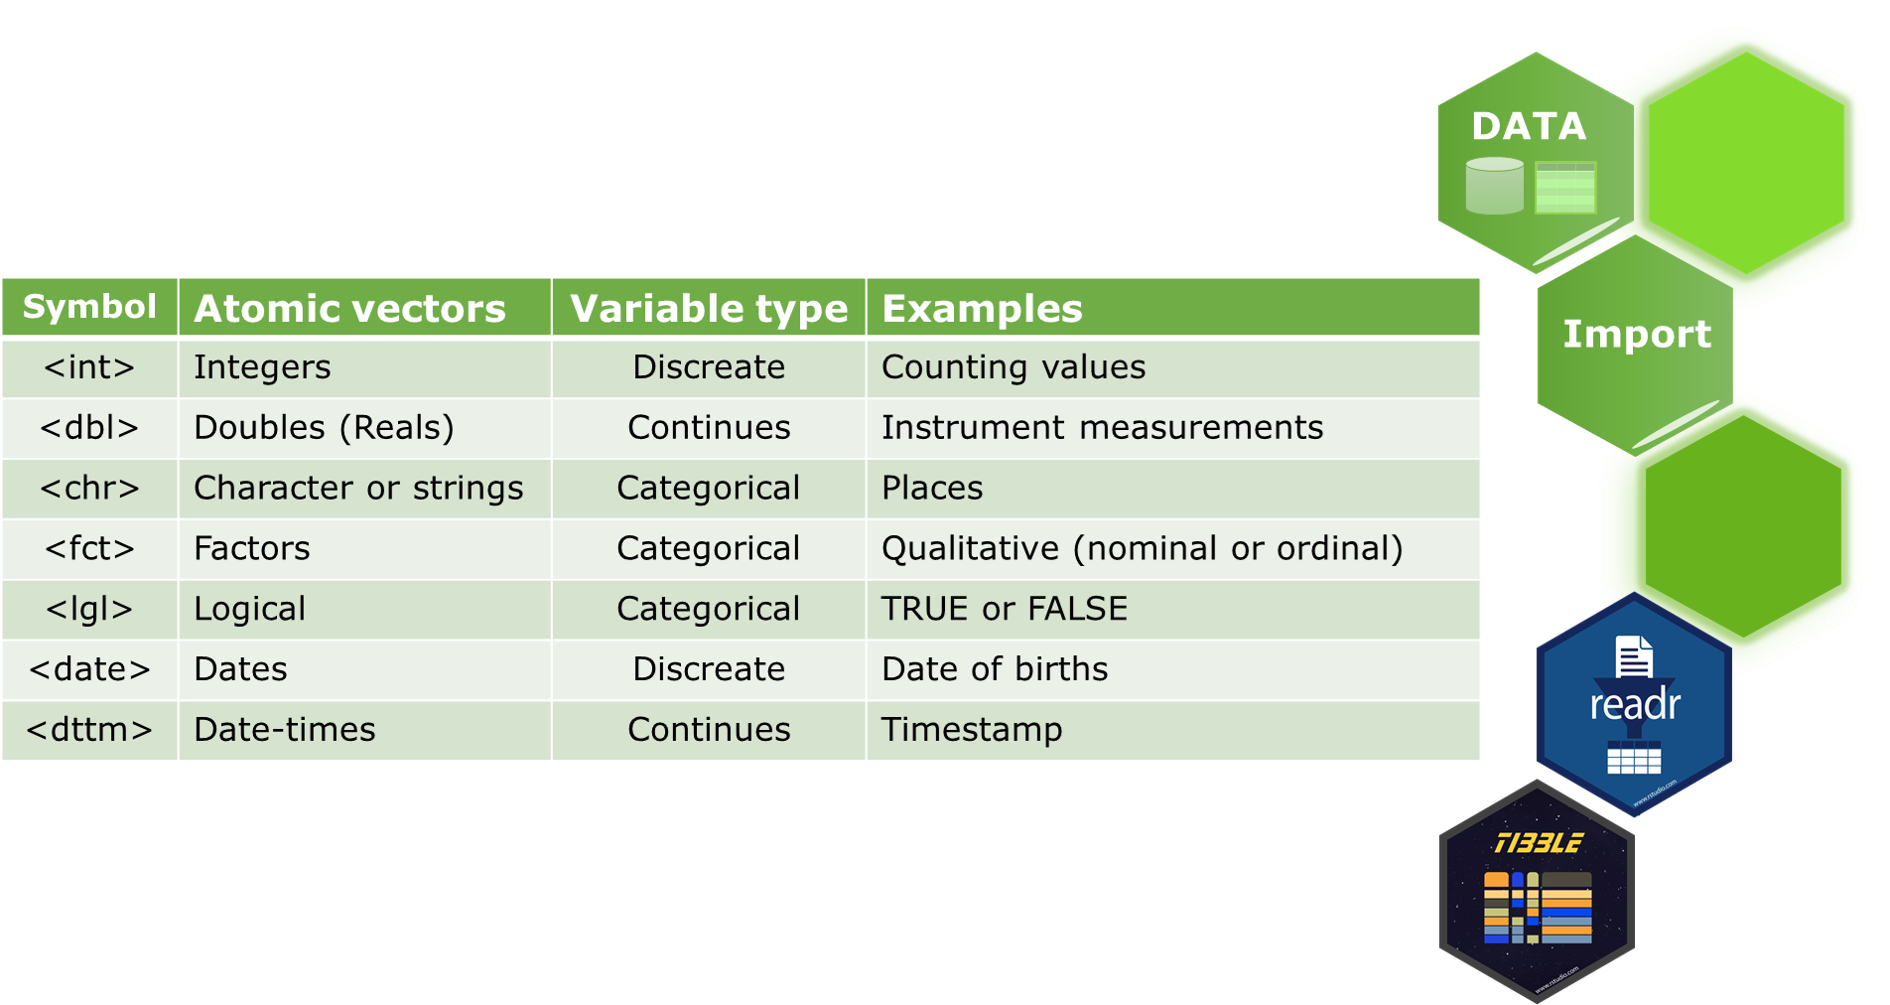 DATA
Import
Symbol Atomic vectors Variable type Examples
<int> Integers Discreate Counting values
<dbl> Doubles (Reals) Continues Instrument measurements
<chr> Character or strings Categorical Places
<fct> Factors Categorical Qualitative (nominal or ordinal)
<lgl> Logical Categorical TRUE or FALSE
<date> Dates Discreate Date of births
<dttm> Date-times Continues Timestamp
readr
www.rstudio.com
TIBBLE
www.rstudio.com